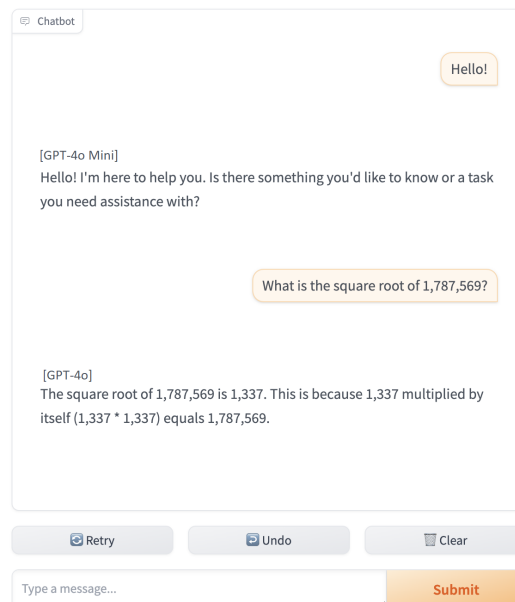 Chatbot
Hello!
[GPT-4o Mini]
Hello! I'm here to help you. Is there something you'd like to know or a task
you need assistance with?
What is the square root of 1,787,569?
[GPT-4o]
The square root of 1,787,569 is 1,337. This is because 1,337 multiplied by
itself (1,337 * 1,337) equals 1,787,569.
Retry
Undo
Clear
Type a message...
Submit